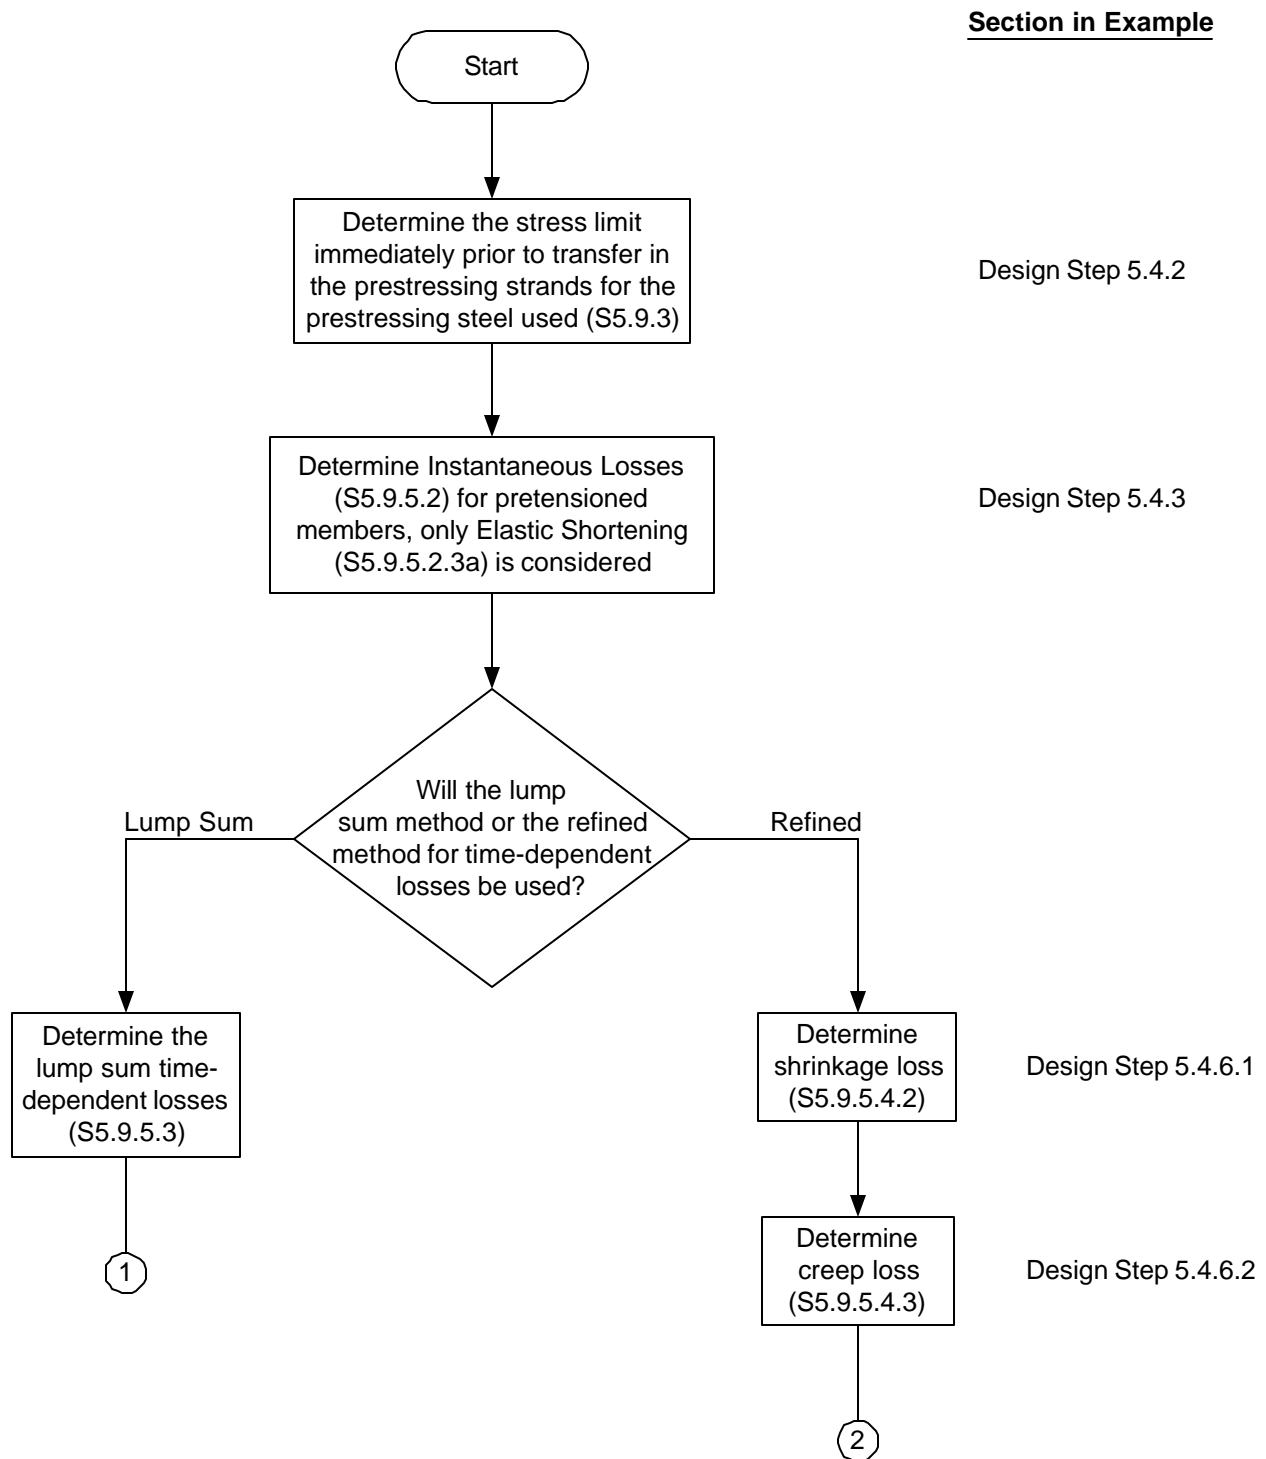 Section in Example
Start
Determine the stress limit
immediately prior to transfer in
the prestressing strands for the
prestressing steel used (S5.9.3)
Design Step 5.4.2
Determine Instantaneous Losses
(S5.9.5.2) for pretensioned
members, only Elastic Shortening
(S5.9.5.2.3a) is considered
Design Step 5.4.3
Will the lump
sum method or the refined
method for time-dependent
losses be used?
Lump Sum
Refined
Determine the
lump sum time-
dependent losses
(S5.9.5.3)
1
Determine
shrinkage loss
(S5.9.5.4.2)
Design Step 5.4.6.1
Determine
creep loss
(S5.9.5.4.3)
Design Step 5.4.6.2
2